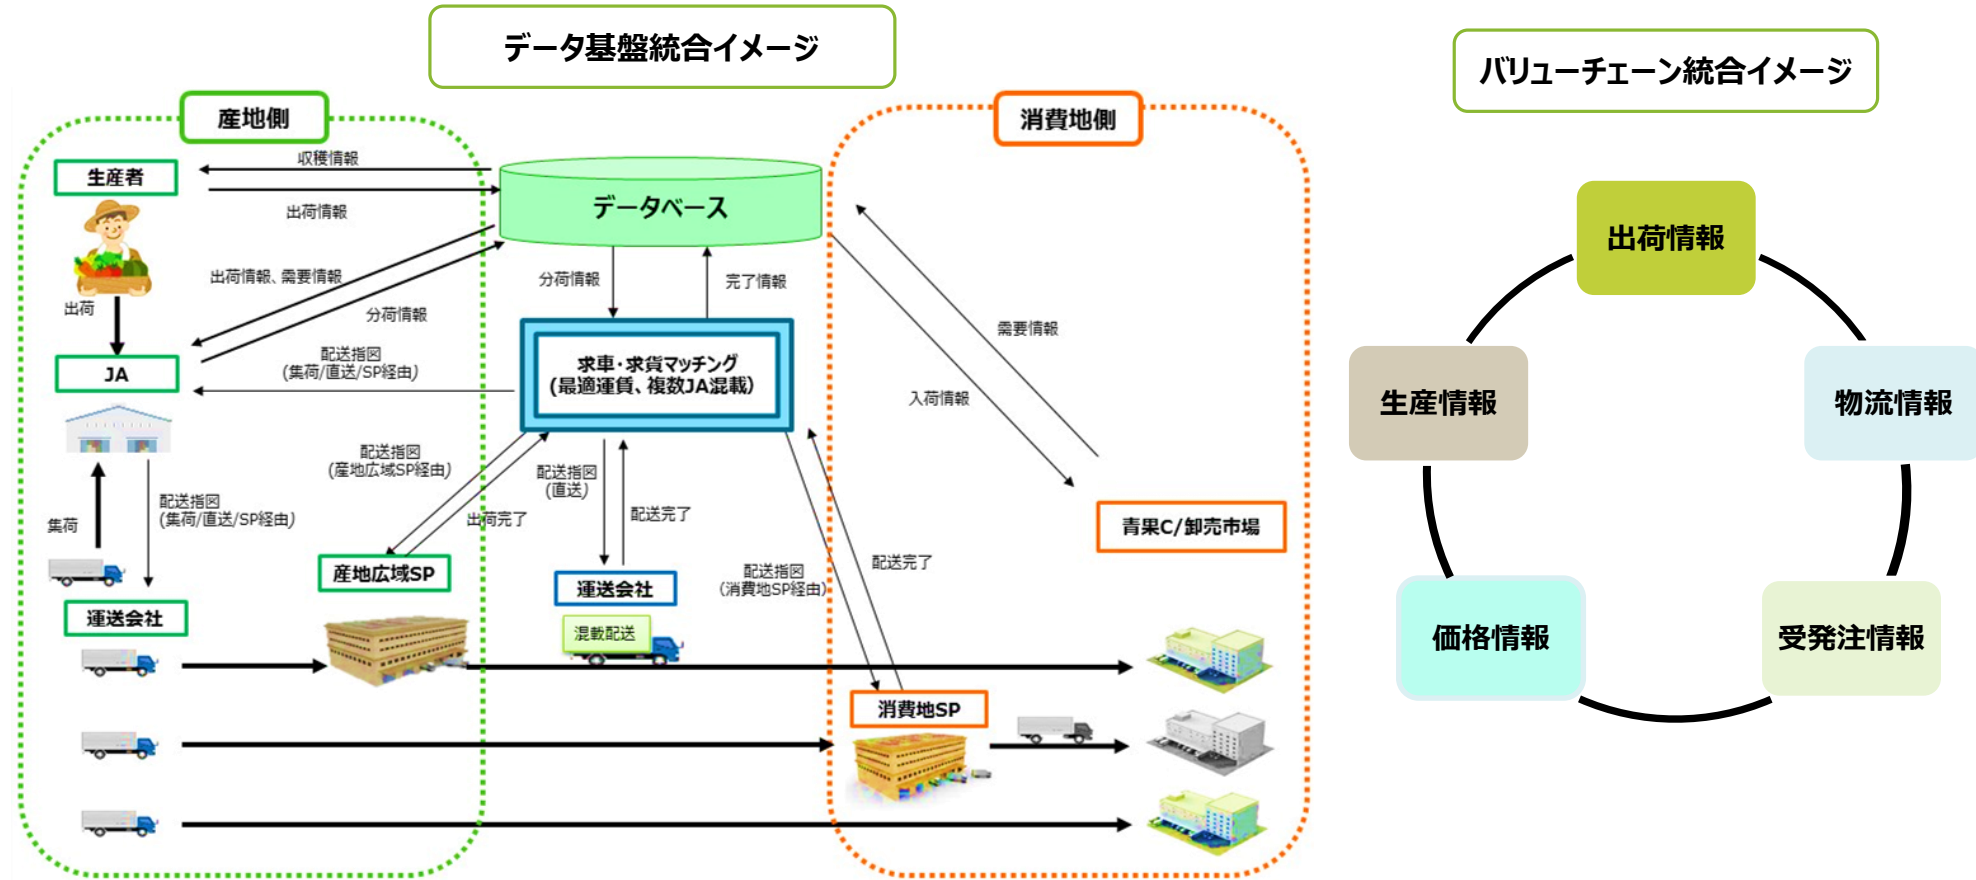 データ基盤統合イメージ
産地側
消費地側
生産者
収穫情報
出荷情報
データベース
出荷情報、需要情報
分荷情報
出荷
分荷情報
完了情報
JA
配送指図
(集荷/直送/SP経由)
求車・求貨マッチング
(最適運賃、複数JA混載)
需要情報
入荷情報
集荷
配送指図
(集荷/直送/SP経由)
配送指図
(産地広域SP経由)
出荷完了
配送指図
(直送)
配送完了
配送指図
(消費地SP経由)
配送完了
青果C/卸売市場
産地広域SP
運送会社
運送会社
混載配送
消費地SP
バリューチェーン統合イメージ
出荷情報
生産情報
物流情報
価格情報
受発注情報